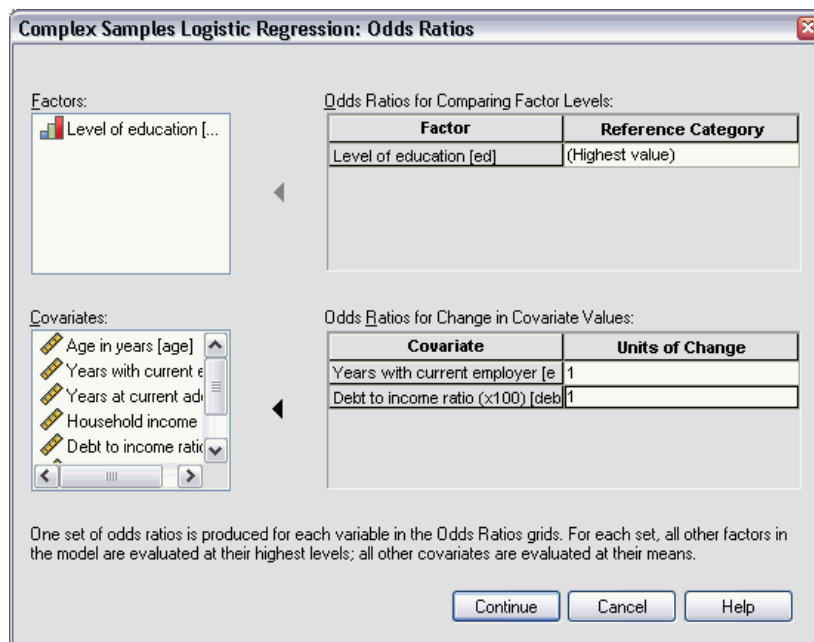 Complex Samples Logistic Regression: Odds Ratios
Factors:
Level of education [...
Odds Ratios for Comparing Factor Levels:
Factor Reference Category
Level of education [ed] (Highest value)
Covariates:
Age in years [age]
Years with current e
Years at current ad
Household income
Debt to income ratio
Odds Ratios for Change in Covariate Values:
Covariate Units of Change
Years with current employer [e 1
Debt to income ratio (x100) [deb 1
One set of odds ratios is produced for each variable in the Odds Ratios grids. For each set, all other factors in
the model are evaluated at their highest levels; all other covariates are evaluated at their means.
Continue Cancel Help